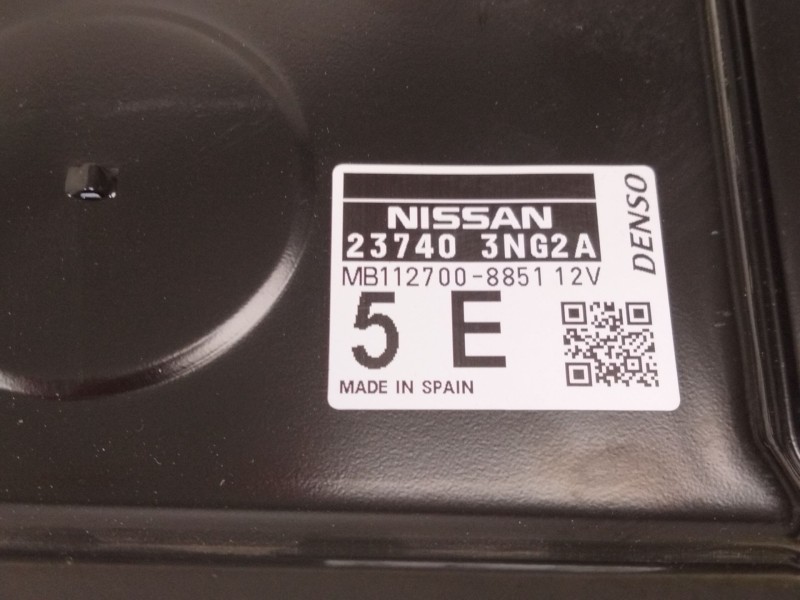 NISSAN
23740 3NG2A
MB112700-8851 12V
5 E
MADE IN SPAIN
DENSO